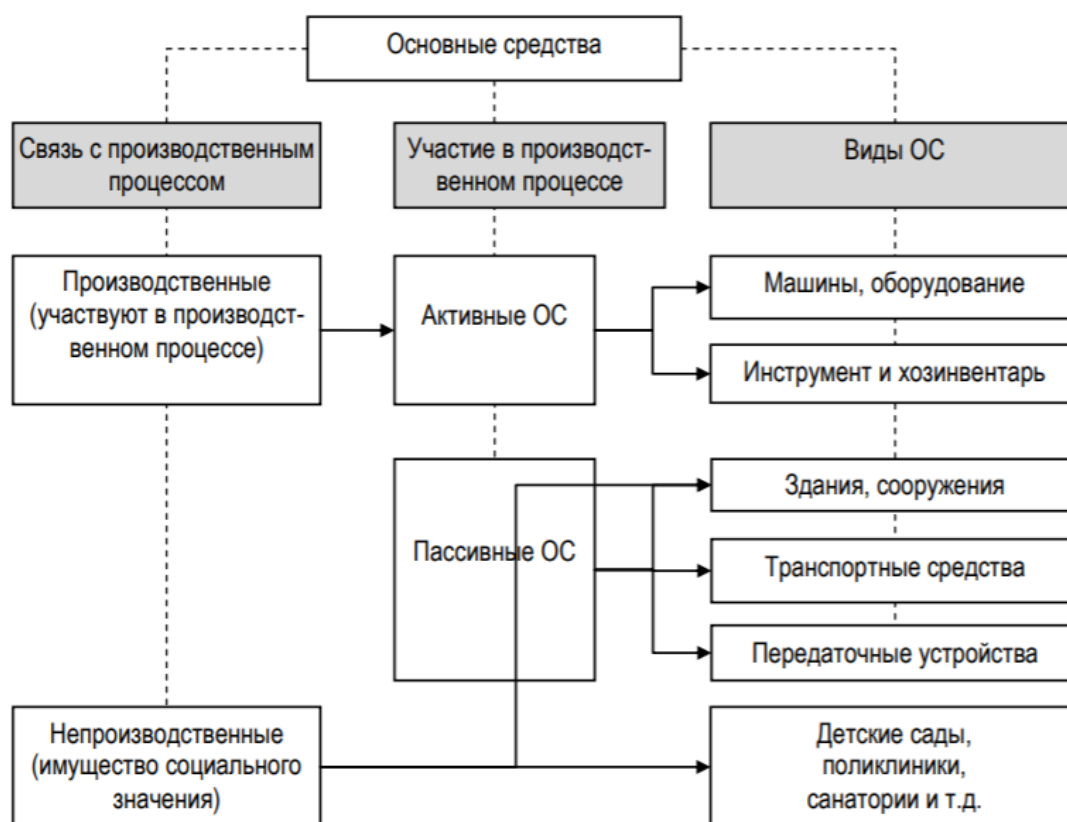 Основные средства
Связь с производственным
процессом
Участие в производст-
венном процессе
Виды ОС
Производственные
(участвуют в производст-
венном процессе)
Активные ОС
Машины, оборудование
Инструмент и хозинвентарь
Пассивные ОС
Здания, сооружения
Транспортные средства
Передаточные устройства
Непроизводственные
(имущество социального
значения)
Детские сады,
поликлиники,
санатории и т.д.